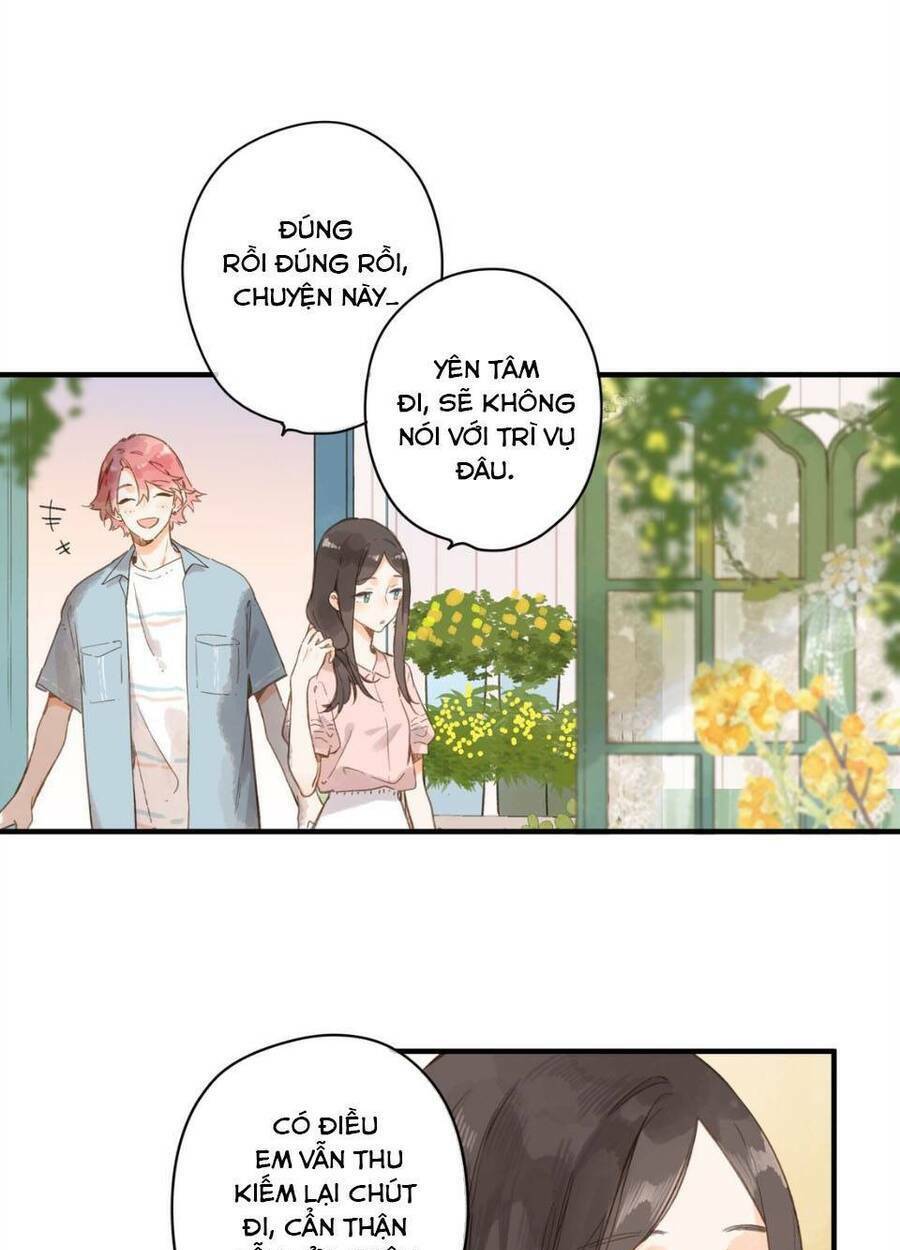 ĐÚNG
RỒI ĐÚNG RỒI,
CHUYỆN NÀY_
YÊN TÂM
ĐI, SẼ KHÔNG
NÓI VỚI TRÌ VỤ
ĐÂU.
CÓ ĐIỀU
EM VẪN THU
KIẾM LẠI CHÚT
ĐI, CẨN THẬN